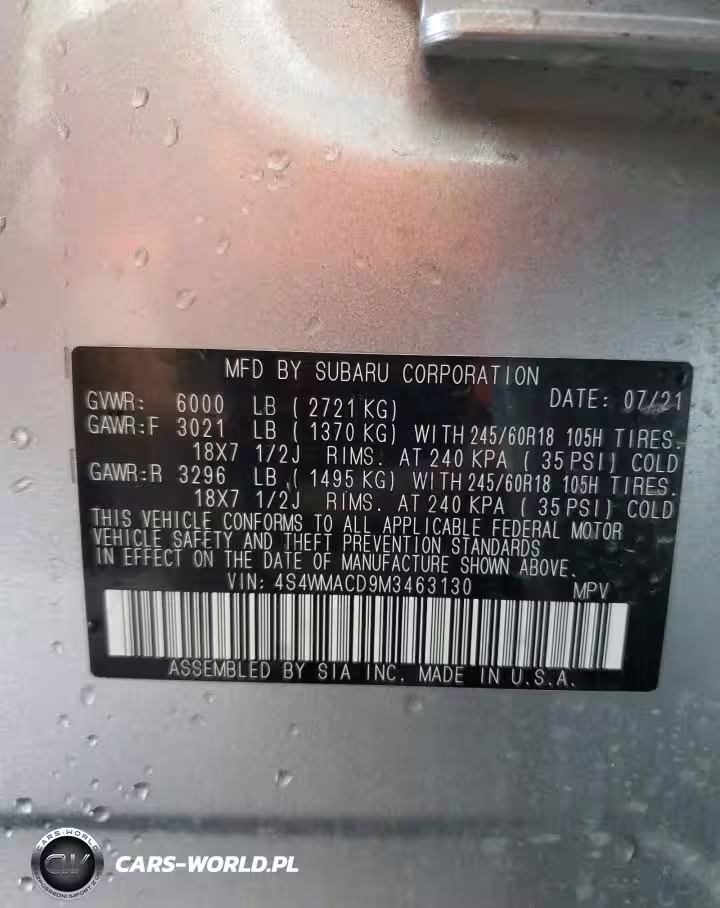 MFD BY SUBARU CORPORATION
DATE: 07/21
GVWR: 6000 LB ( 2721 KG)
GAWR:F 3021 LB ( 1370 KG) WITH 245/60R18 105H TIRES.
18X7 1/2J RIMS. AT 240 KPA ( 35 PSI) COLD
GAWR:R 3296 LB ( 1495 KG) WITH 245/60R18 105H TIRES.
18X7 1/2J RIMS. AT 240 KPA ( 35 PSI) COLD
THIS VEHICLE CONFORMS TO ALL APPLICABLE FEDERAL MOTOR
VEHICLE SAFETY AND THEFT PREVENTION STANDARDS
IN EFFECT ON THE DATE OF MANUFACTURE SHOWN ABOVE.
VIN: 4S4WMACD9M3463130 MPV
ASSEMBLED BY SIA INC. MADE IN U.S.A.
CARS-WORLD
CW
CARS-WORLD.PL